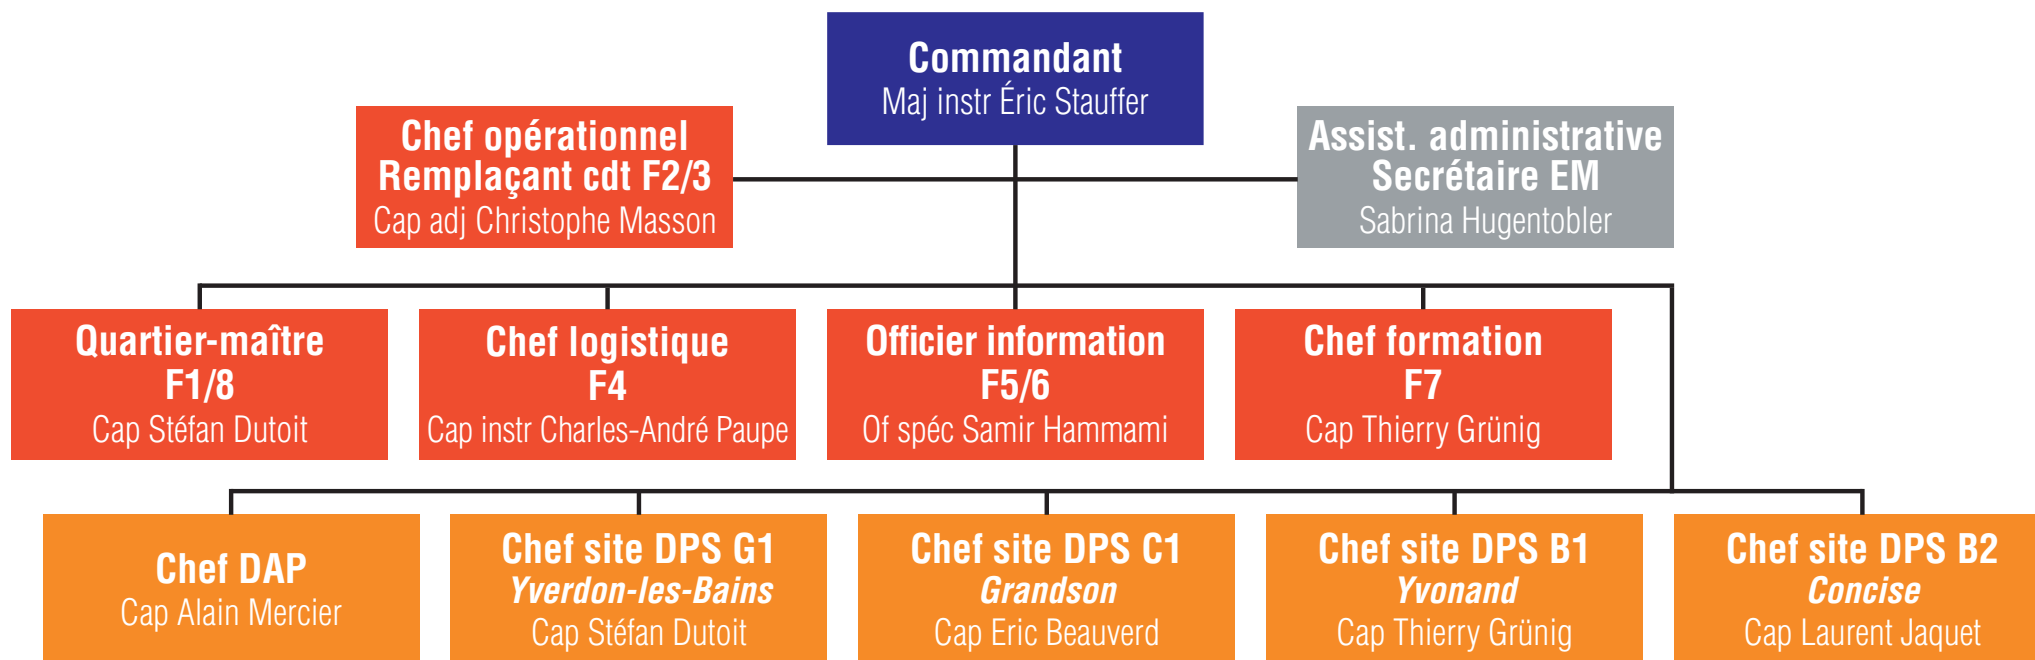 Commandant
Maj instr Éric Stauffer
Chef opérationnel
Remplaçant cdt F2/3
Cap adj Christophe Masson
Assist. administrative
Secrétaire EM
Sabrina Hugentobler
Quartier-maître
F1/8
Cap Stéfan Dutoit
Chef logistique
F4
Cap instr Charles-André Paupe
Officier information
F5/6
Of spéc Samir Hammami
Chef formation
F7
Cap Thierry Grünig
Chef DAP
Cap Alain Mercier
Chef site DPS G1
Yverdon-les-Bains
Cap Stéfan Dutoit
Chef site DPS C1
Grandson
Cap Eric Beauverd
Chef site DPS B1
Yvonand
Cap Thierry Grünig
Chef site DPS B2
Concise
Cap Laurent Jaquet